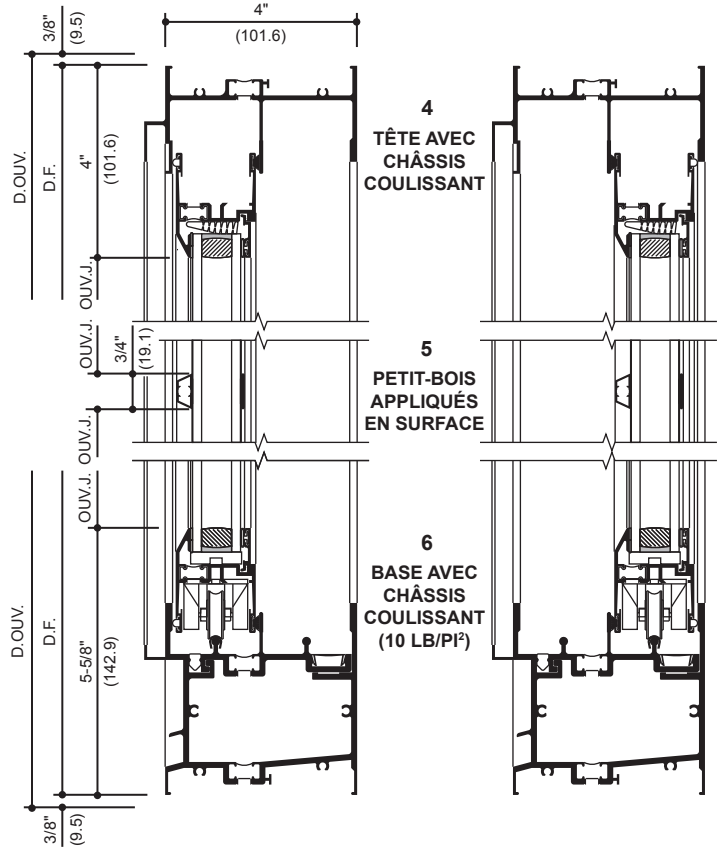 4"
(101.6)
3/8"
(9.5)
D.OUV.
D.F.
4"
(101.6)
4
TÊTE AVEC
CHÂSSIS
COULISSANT
OUV.J.
OUV.J.
3/4"
(19.1)
5
PETIT-BOIS
APPLIQUÉS
EN SURFACE
OUV.J.
OUV.J.
6
BASE AVEC
CHÂSSIS
COULISSANT
(10 LB/PI²)
D.OUV.
D.F.
5-5/8"
(142.9)
3/8"
(9.5)